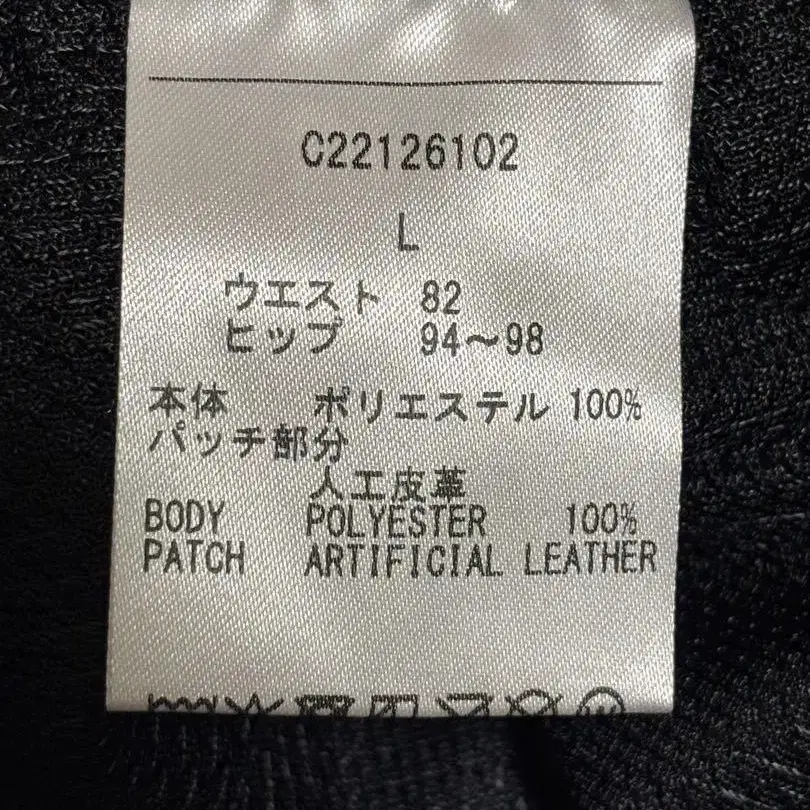 C22126102
L
ウエスト 82
ヒップ 94～98
本体 ポリエステル 100%
パッチ部分
人工皮革
BODY POLYESTER 100%
PATCH ARTIFICIAL LEATHER